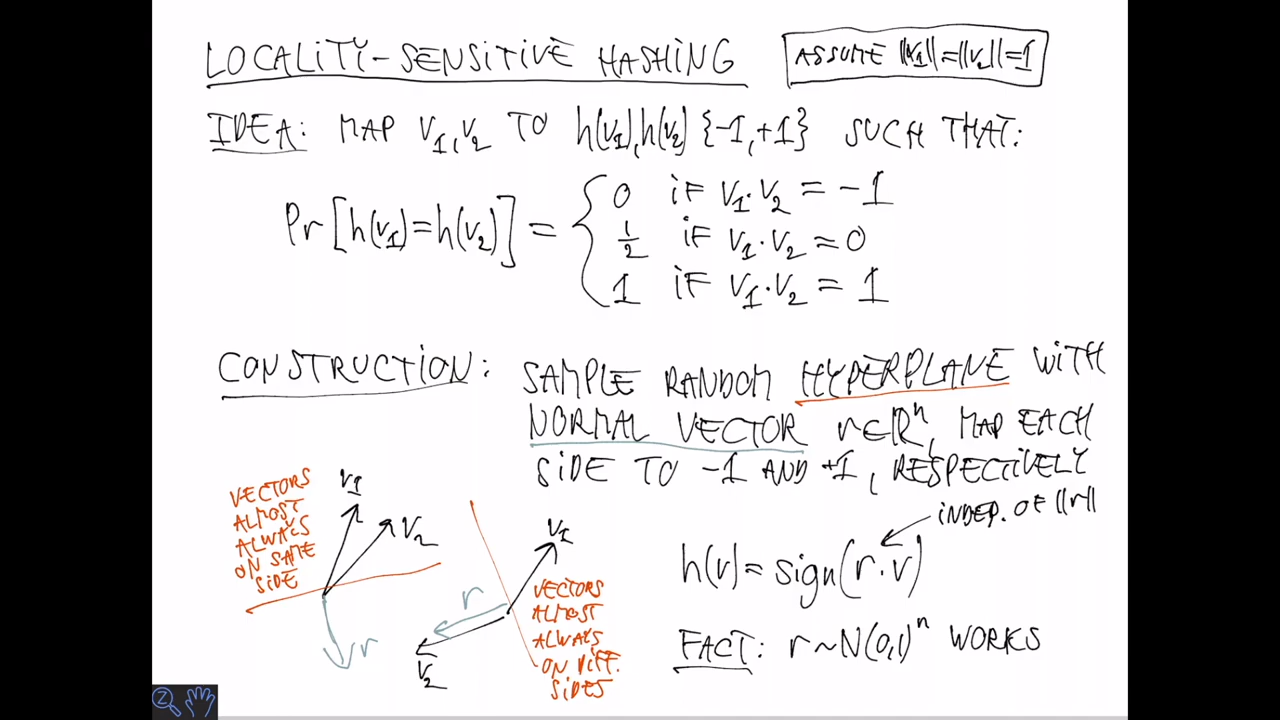 LOCALITY-SENSITIVE HASHING
ASSUME ||v1||=||v2||=1
IDEA: MAP v1,v2 TO h(v1),h(v2) {-1,+1} SUCH THAT:
Pr[h(v1)=h(v2)] = { 0 if v1·v2 = -1
1/2 if v1·v2 = 0
1 if v1·v2 = 1
CONSTRUCTION: SAMPLE RANDOM HYPERPLANE WITH
NORMAL VECTOR r∈ℝⁿ, MAP EACH
SIDE TO -1 AND +1, RESPECTIVELY
VECTORS
ALMOST
ALWAYS
ON SAME
SIDE
v1
v2
r
v1
v2
r
VECTORS
ALMOST
ALWAYS
ON DIFF.
SIDES
INDEP. OF ||r||
h(v) = sign(r·v)
FACT: r~N(0,1)ⁿ WORKS